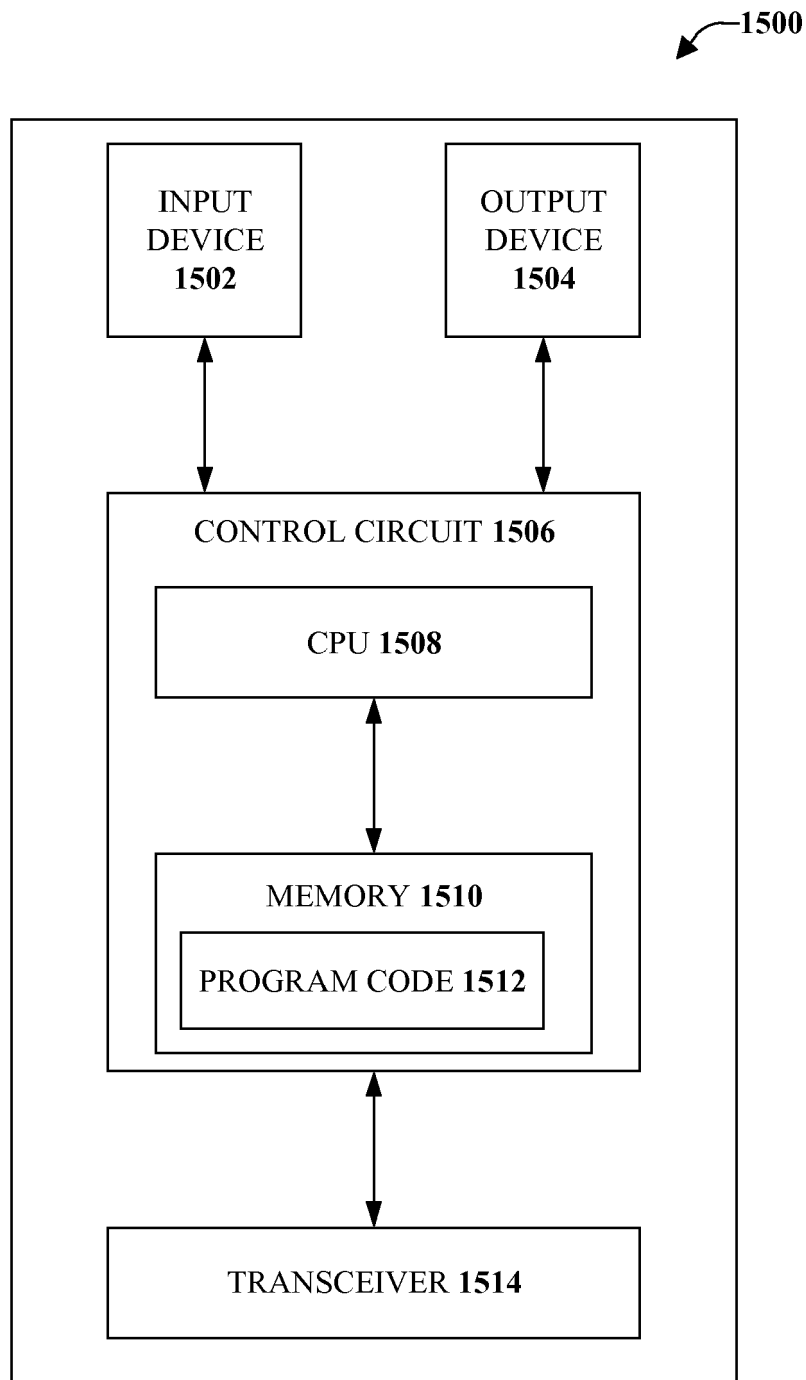 1500
INPUT
DEVICE
1502
OUTPUT
DEVICE
1504
CONTROL CIRCUIT 1506
CPU 1508
MEMORY 1510
PROGRAM CODE 1512
TRANSCEIVER 1514